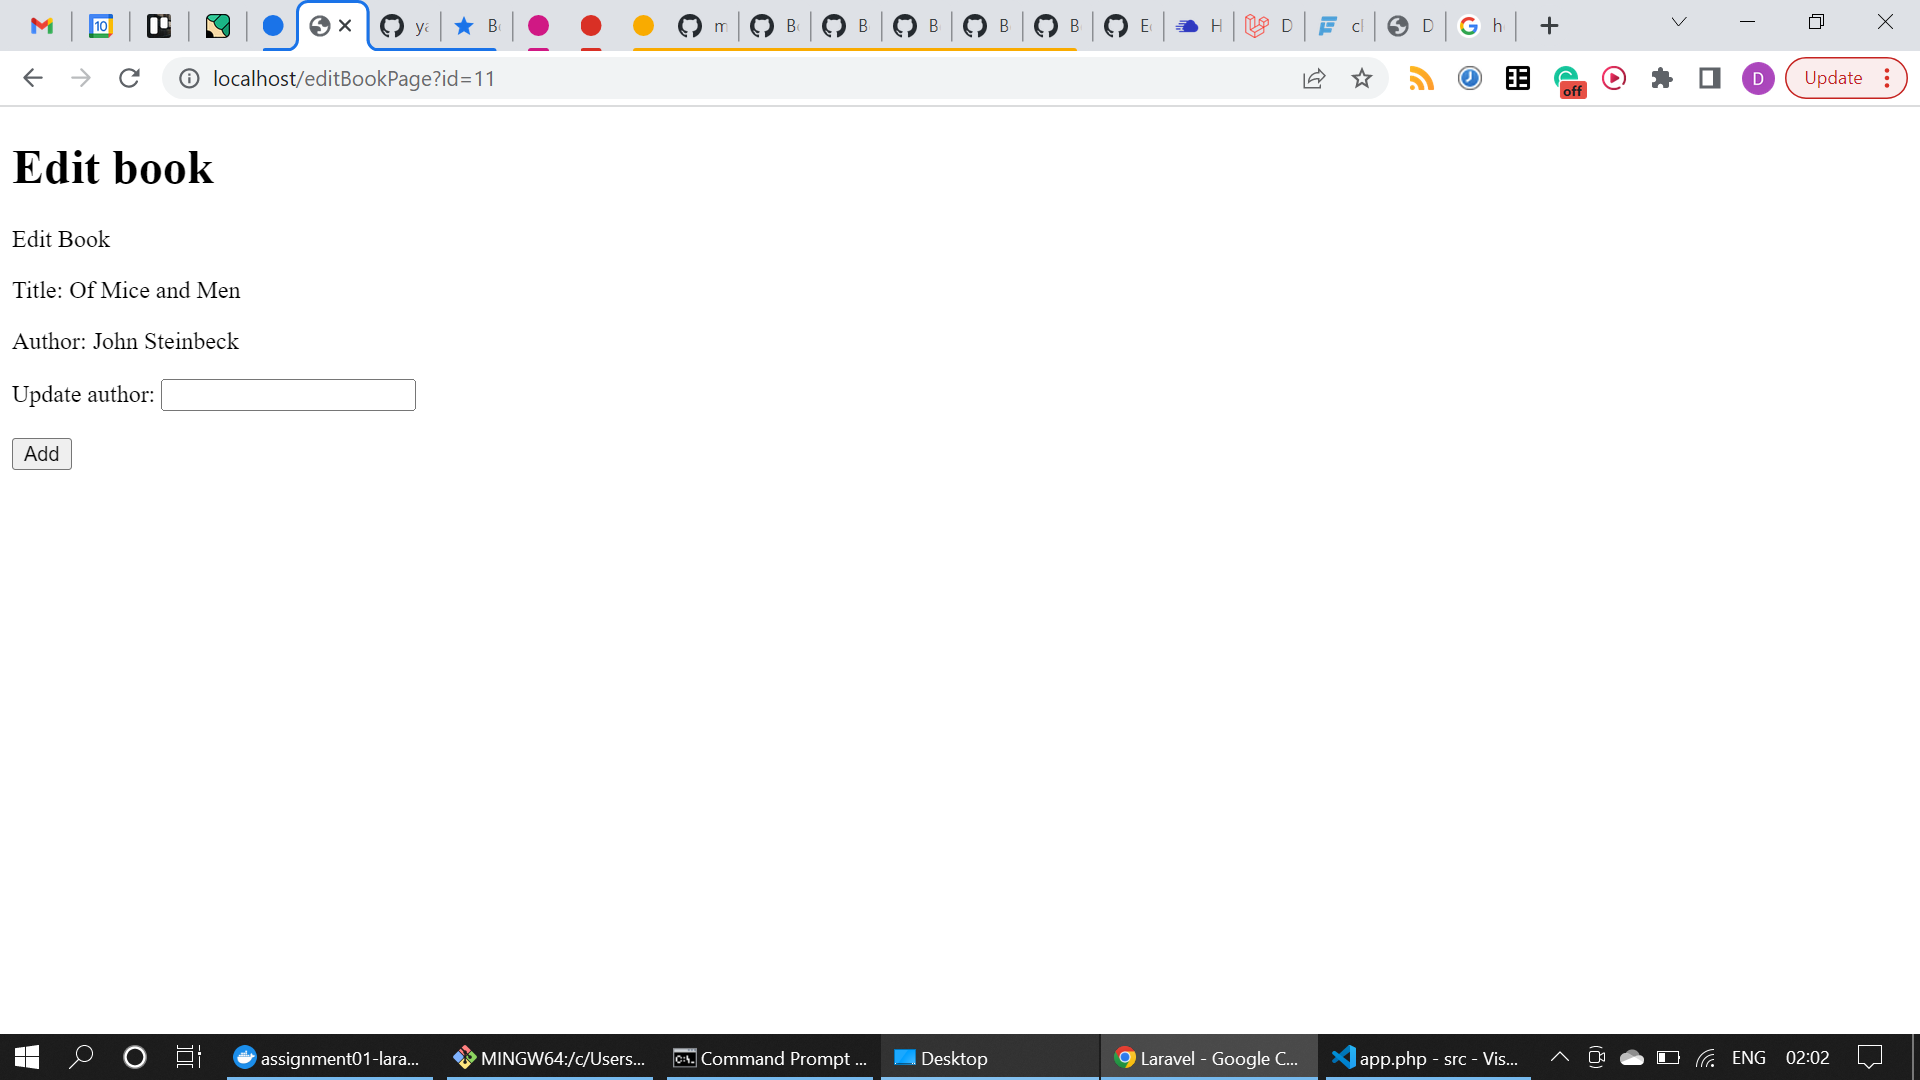 localhost/editBookPage?id=11
off
D
Update
Edit book
Edit Book
Title: Of Mice and Men
Author: John Steinbeck
Update author:
Add
assignment01-lara...
MINGW64:/c/Users...
Command Prompt ...
Desktop
Laravel - Google C...
app.php - src - Vis...
ENG
02:02